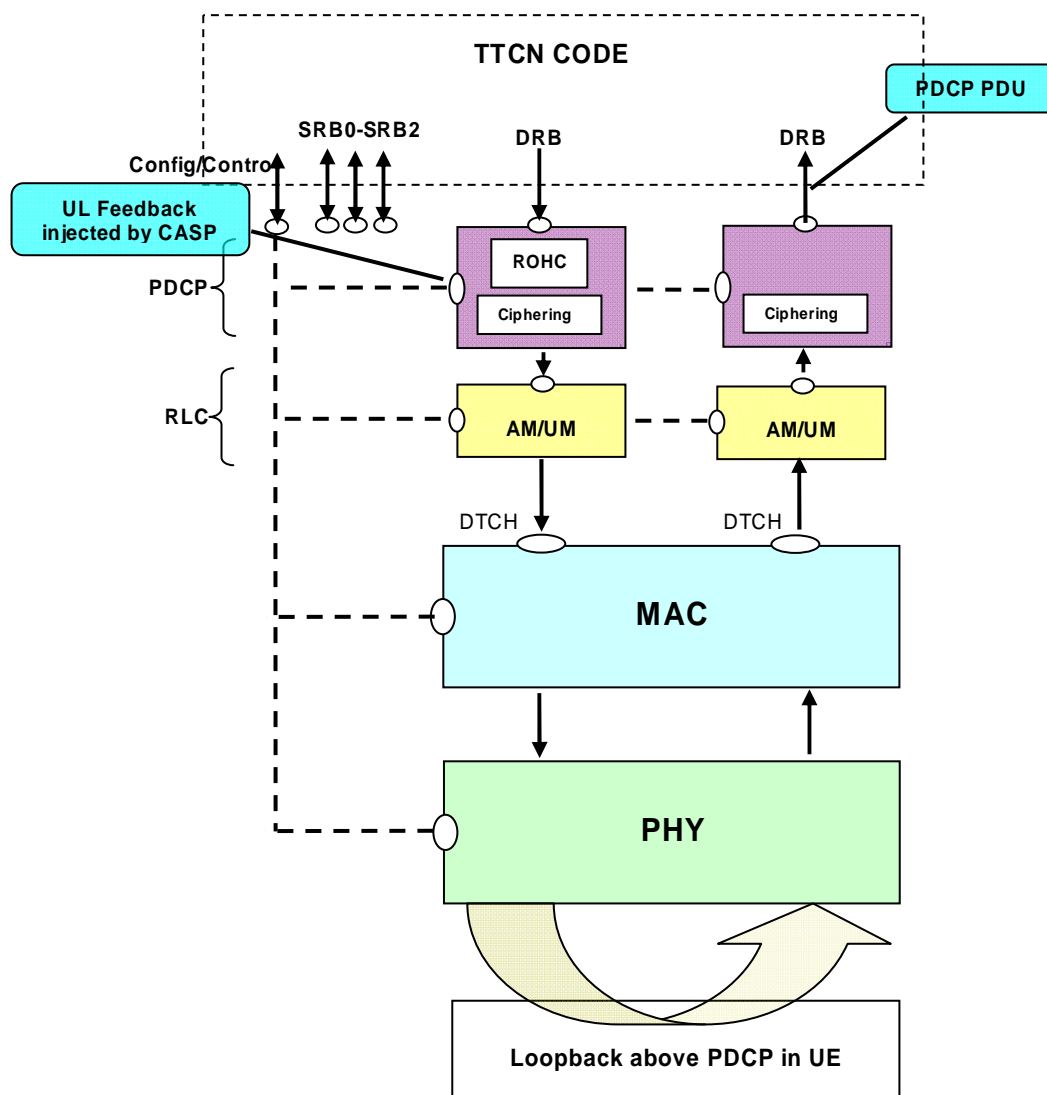 TTCN CODE
PDCP PDU
SRB0-SRB2
DRB
DRB
Config/Contro
UL Feedback
injected by CASP
ROHC
PDCP
Ciphering
Ciphering
RLC
AM/UM
AM/UM
DTCH
DTCH
MAC
PHY
Loopback above PDCP in UE